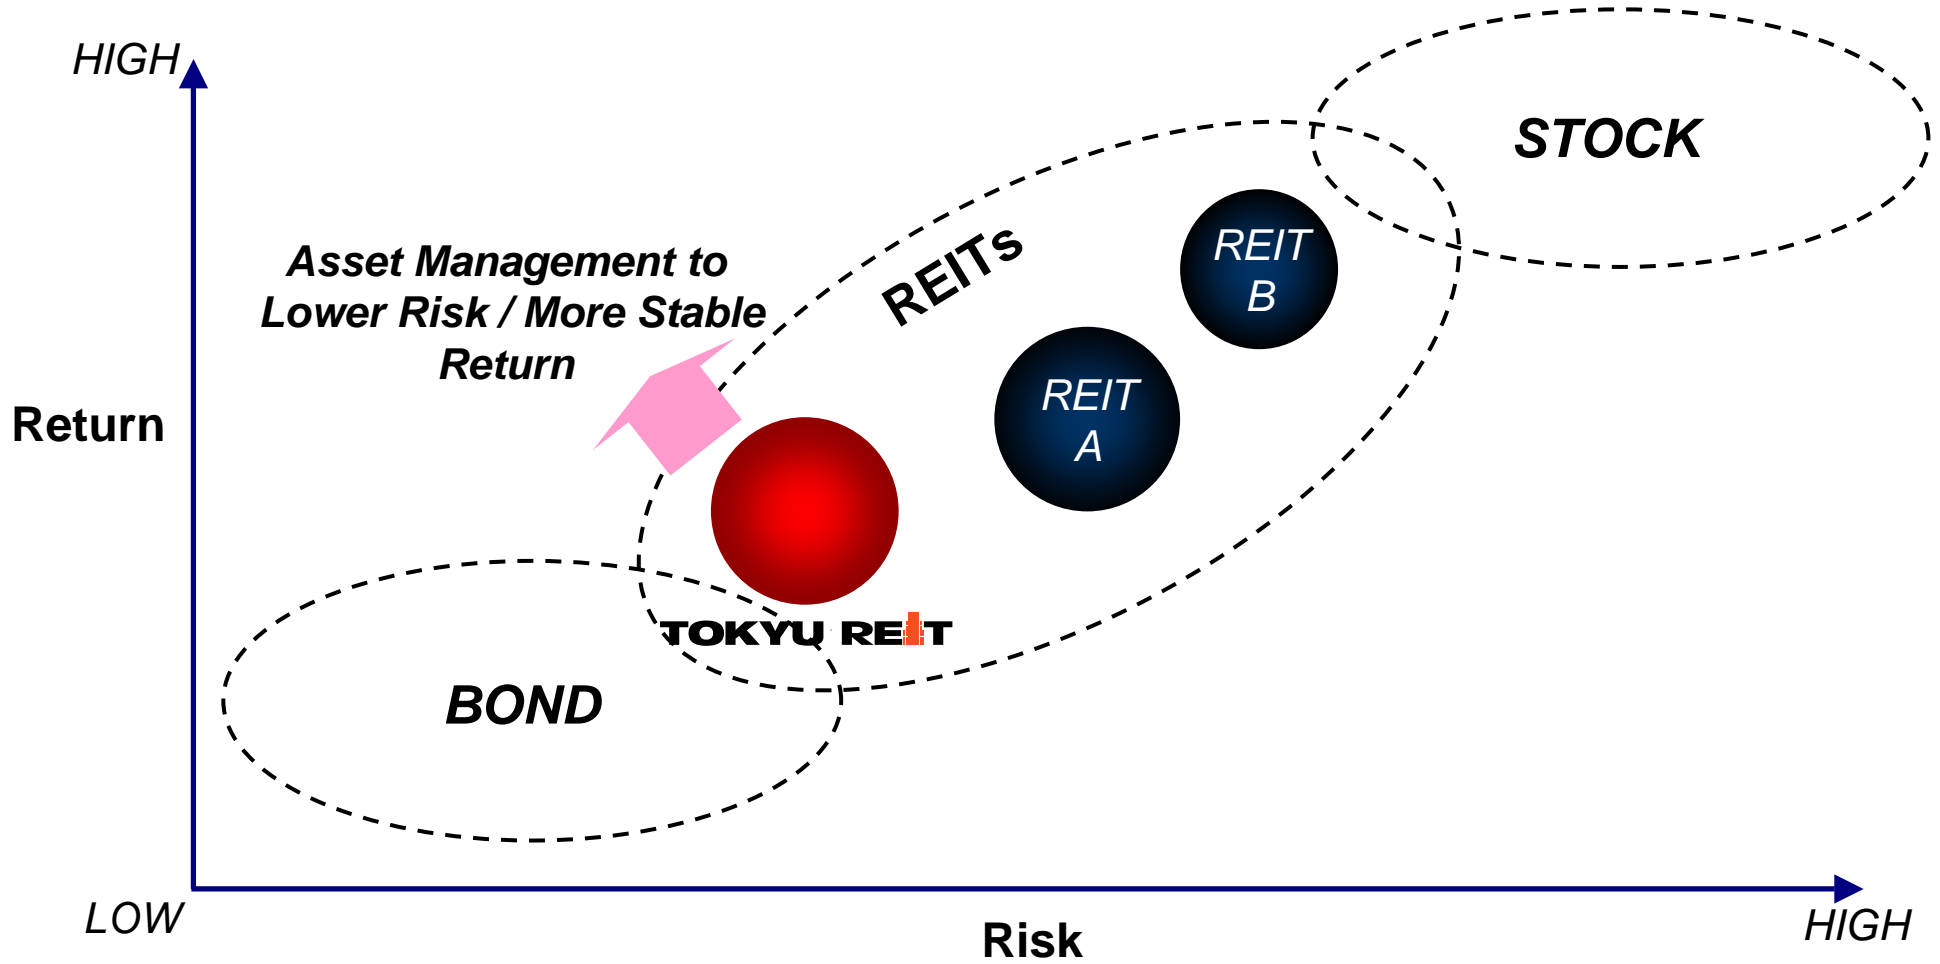 HIGH
STOCK
REITs
REIT
B
Asset Management to
Lower Risk / More Stable
Return
REIT
A
Return
TOKYU REIT
BOND
LOW
Risk
HIGH